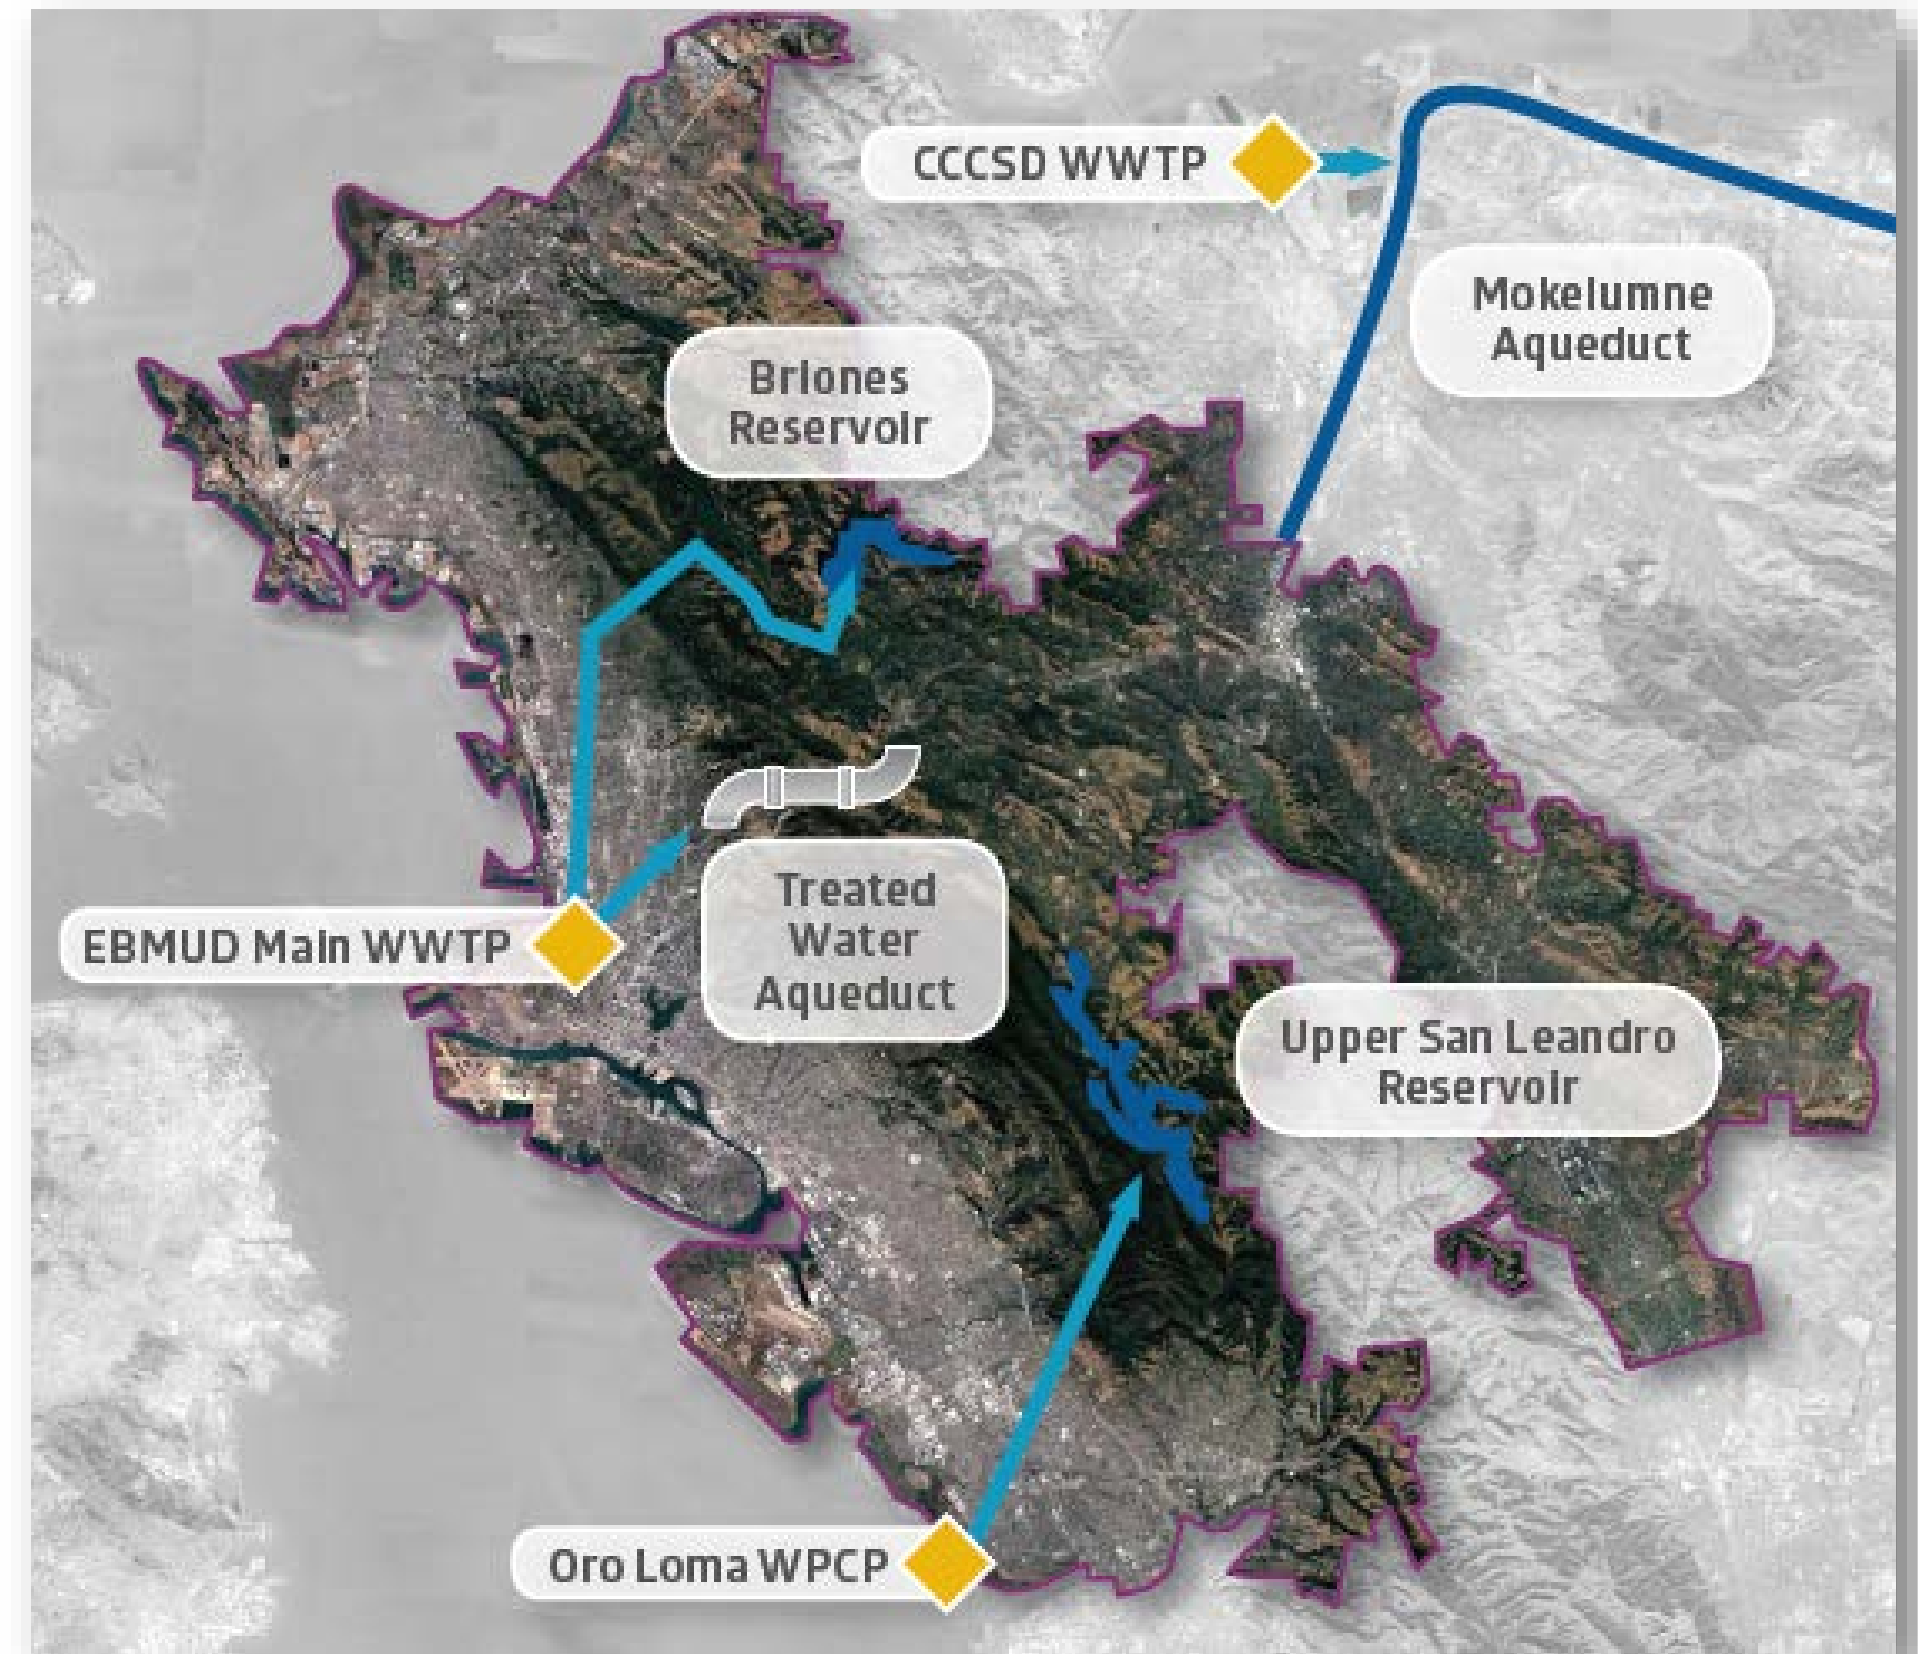 CCCSD WWTP
Mokelumne
Aqueduct
Briones
Reservoir
Treated
Water
Aqueduct
EBMUD Main WWTP
Upper San Leandro
Reservoir
Oro Loma WPCP